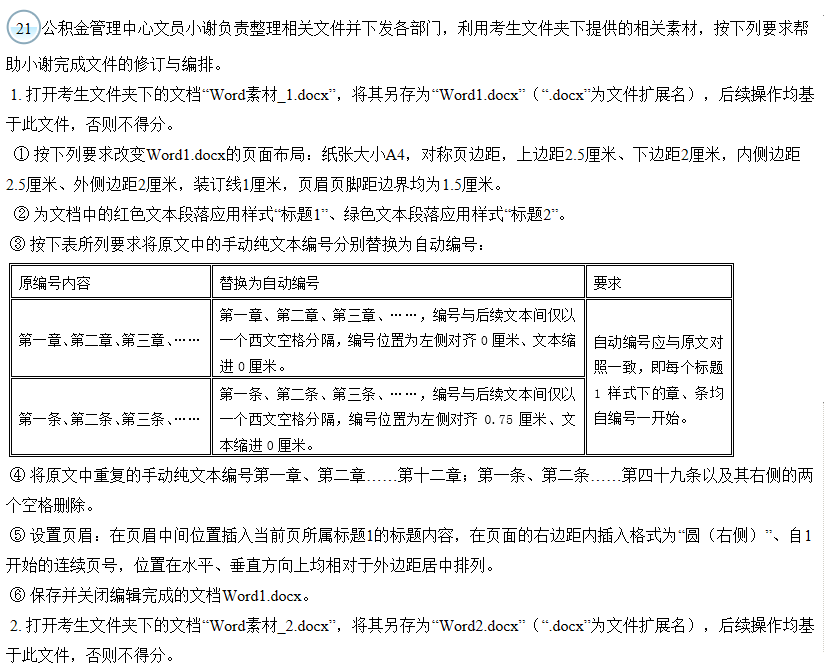 21 公积金管理中心文员小谢负责整理相关文件并下发各部门，利用考生文件夹下提供的相关素材，按下列要求帮
助小谢完成文件的修订与编排。
1. 打开考生文件夹下的文档“Word素材_1.docx”，将其另存为“Word1.docx”（“.docx”为文件扩展名），后续操作均基
于此文件，否则不得分。
① 按下列要求改变Word1.docx的页面布局：纸张大小A4，对称页边距，上边距2.5厘米、下边距2厘米，内侧边距
2.5厘米、外侧边距2厘米，装订线1厘米，页眉页脚距边界均为1.5厘米。
② 为文档中的红色文本段落应用样式“标题1”、绿色文本段落应用样式“标题2”。
③ 按下表所列要求将原文中的手动纯文本编号分别替换为自动编号：
原编号内容 替换为自动编号 要求
第一章、第二章、第三章、……
第一章、第二章、第三章、……，编号与后续文本间仅以
一个西文空格分隔，编号位置为左侧对齐 0 厘米、文本缩
进 0 厘米。
自动编号应与原文对
照一致，即每个标题
1 样式下的章、条均
自编号一开始。
第一条、第二条、第三条、……
第一条、第二条、第三条、……，编号与后续文本间仅以
一个西文空格分隔，编号位置为左侧对齐 0.75 厘米、文
本缩进 0 厘米。
④ 将原文中重复的手动纯文本编号第一章、第二章……第十二章；第一条、第二条……第四十九条以及其右侧的两
个空格删除。
⑤ 设置页眉：在页眉中间位置插入当前页所属标题1的标题内容，在页面的右边距内插入格式为“圆（右侧）”、自1
开始的连续页号，位置在水平、垂直方向上均相对于外边距居中排列。
⑥ 保存并关闭编辑完成的文档Word1.docx。
2. 打开考生文件夹下的文档“Word素材_2.docx”，将其另存为“Word2.docx”（“.docx”为文件扩展名），后续操作均基
于此文件，否则不得分。